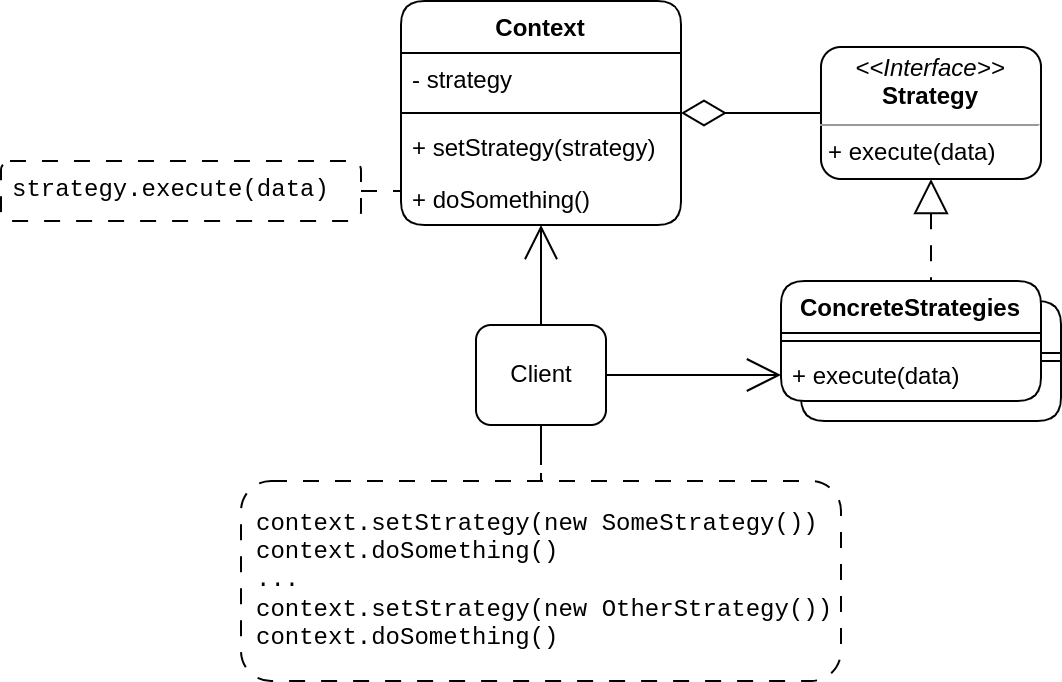 Context
- strategy
+ setStrategy(strategy)
+ doSomething()
<<Interface>>
Strategy
+ execute(data)
strategy.execute(data)
ConcreteStrategies
+ execute(data)
Client
context.setStrategy(new SomeStrategy())
context.doSomething()
...
context.setStrategy(new OtherStrategy())
context.doSomething()